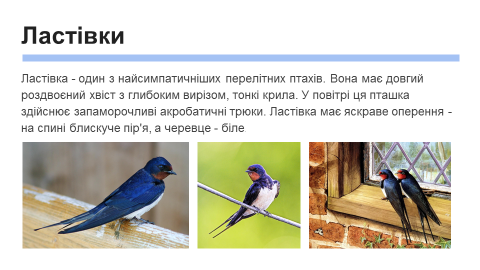 Ластівки
Ластівка - один з найсимпатичніших перелітних птахів. Вона має довгий
роздвоєний хвіст з глибоким вирізом, тонкі крила. У повітрі ця пташка
здійснює запаморочливі акробатичні трюки. Ластівка має яскраве оперення -
на спині блискуче пір'я, а черевце - біле